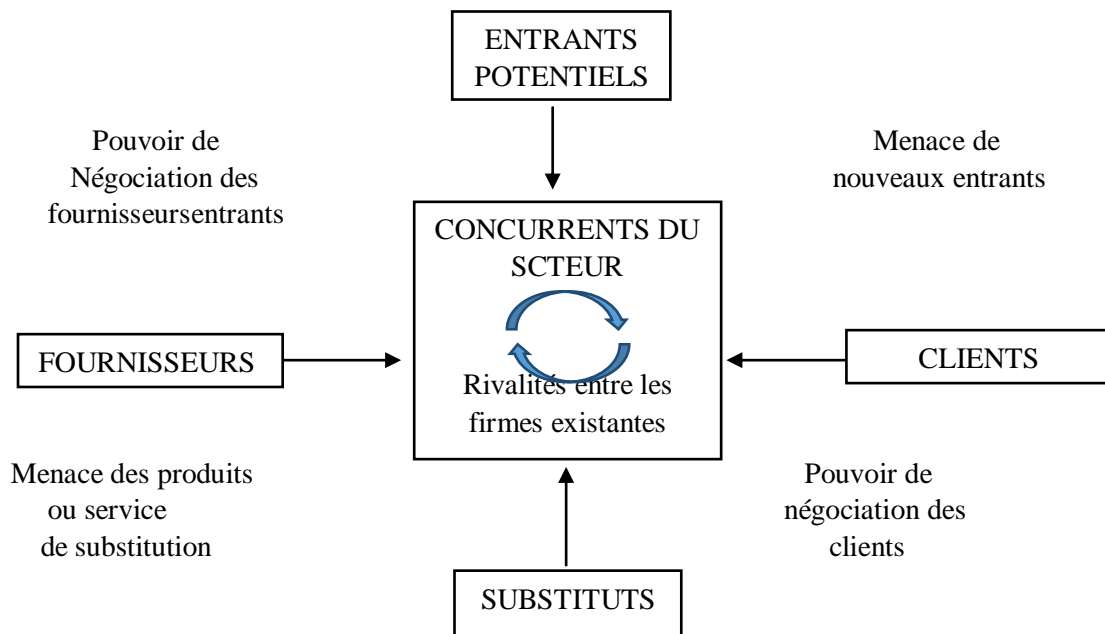 ENTRANTS
POTENTIELS
Pouvoir de
Négociation des
fournisseursentrants
Menace de
nouveaux entrants
CONCURRENTS DU
SCTEUR
Rivalités entre les
firmes existantes
FOURNISSEURS
CLIENTS
Menace des produits
ou service
de substitution
Pouvoir de
négociation des
clients
SUBSTITUTS